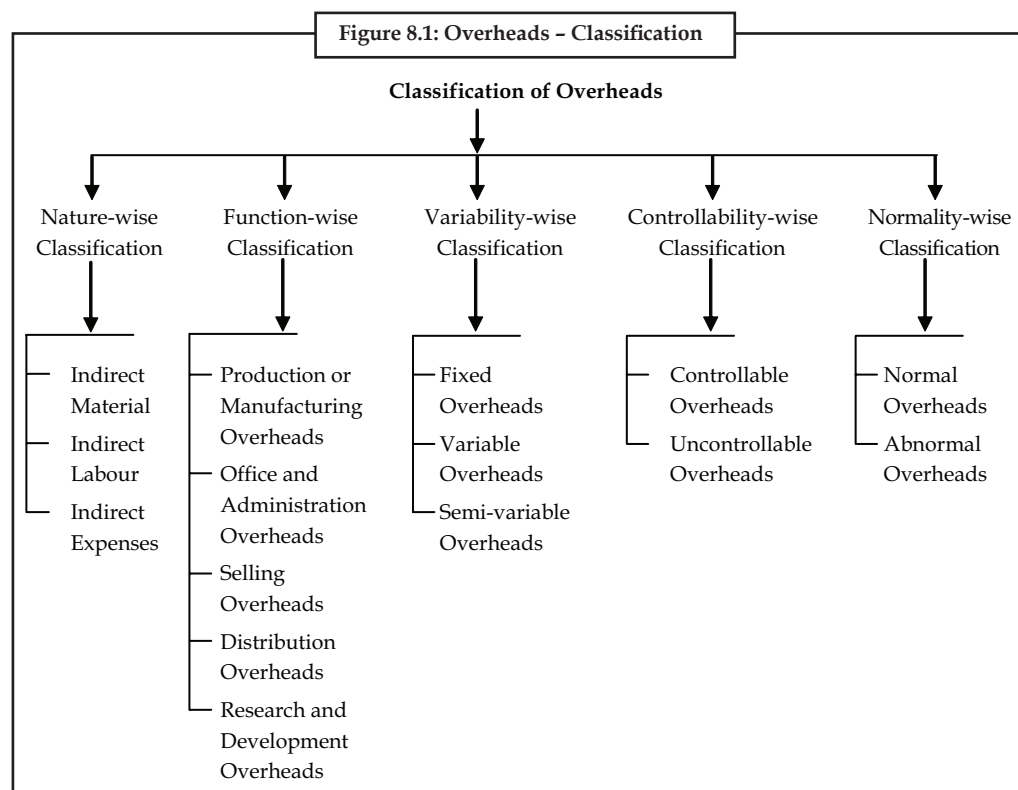 Figure 8.1: Overheads – Classification
Classification of Overheads
Nature-wise
Classification
Function-wise
Classification
Variability-wise
Classification
Controllability-wise
Classification
Normality-wise
Classification
Indirect
Material
Indirect
Labour
Indirect
Expenses
Production or
Manufacturing
Overheads
Office and
Administration
Overheads
Selling
Overheads
Distribution
Overheads
Research and
Development
Overheads
Fixed
Overheads
Variable
Overheads
Semi-variable
Overheads
Controllable
Overheads
Uncontrollable
Overheads
Normal
Overheads
Abnormal
Overheads